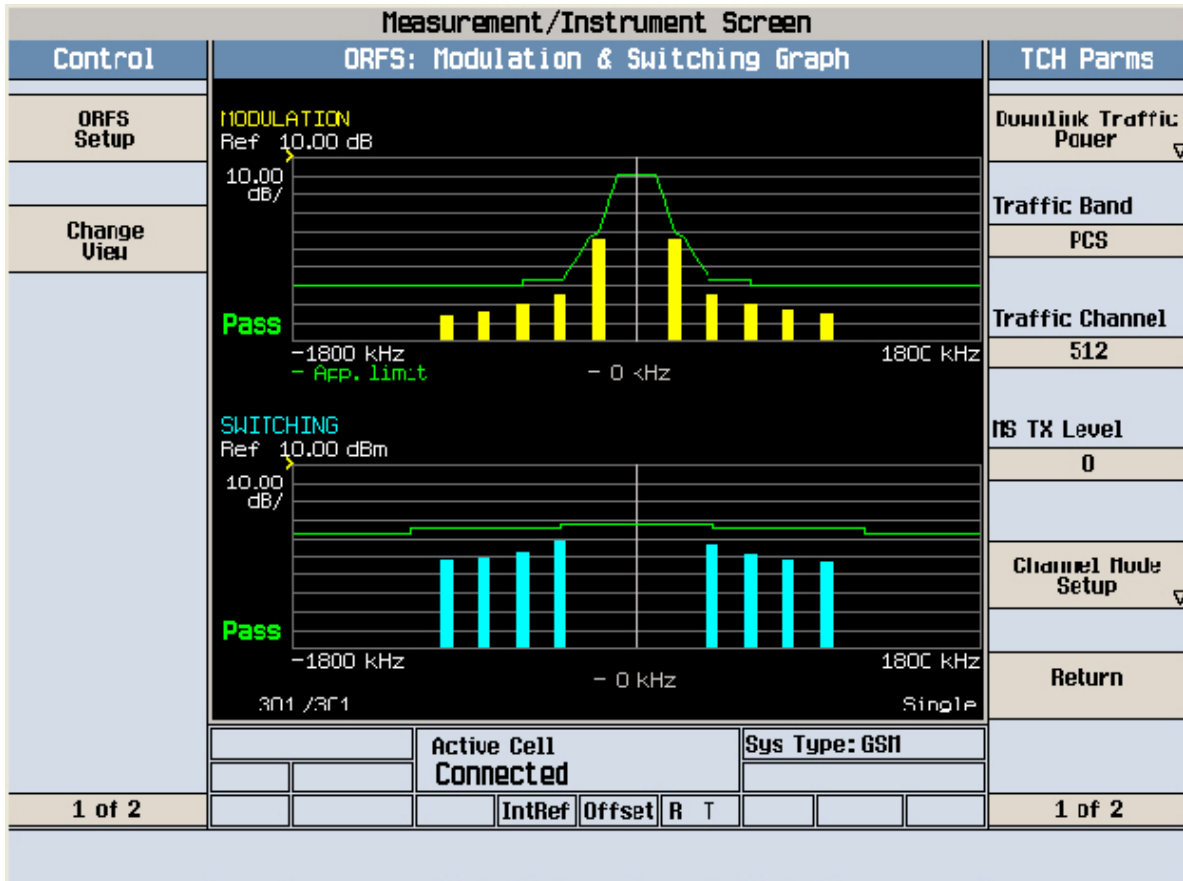 Measurement/Instrument Screen
Control
ORFS: Modulation & Switching Graph
TCH Parms
ORFS
Setup
Change
View
1 of 2
MODULATION
Ref 10.00 dB
10.00
dB/
Pass
-1800 kHz
1800 kHz
- App. limit
- 0 kHz
SWITCHING
Ref 10.00 dBm
10.00
dB/
Pass
-1800 kHz
1800 kHz
- 0 kHz
301/301
Single
Active Cell
Connected
Sys Type: GSM
IntRef
Offset
R T
Downlink Traffic
Power
Traffic Band
PCS
Traffic Channel
512
MS TX Level
0
Channel Mode
Setup
Return
1 of 2